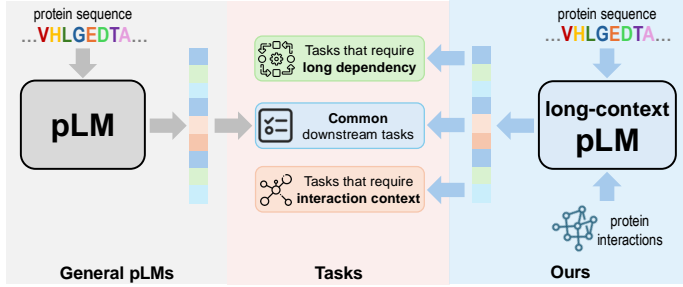 protein sequence
...VHLGEDTA...
pLM
General pLMs
Tasks that require
long dependency
Common
downstream tasks
Tasks that require
interaction context
Tasks
protein sequence
...VHLGEDTA...
long-context
pLM
protein
interactions
Ours